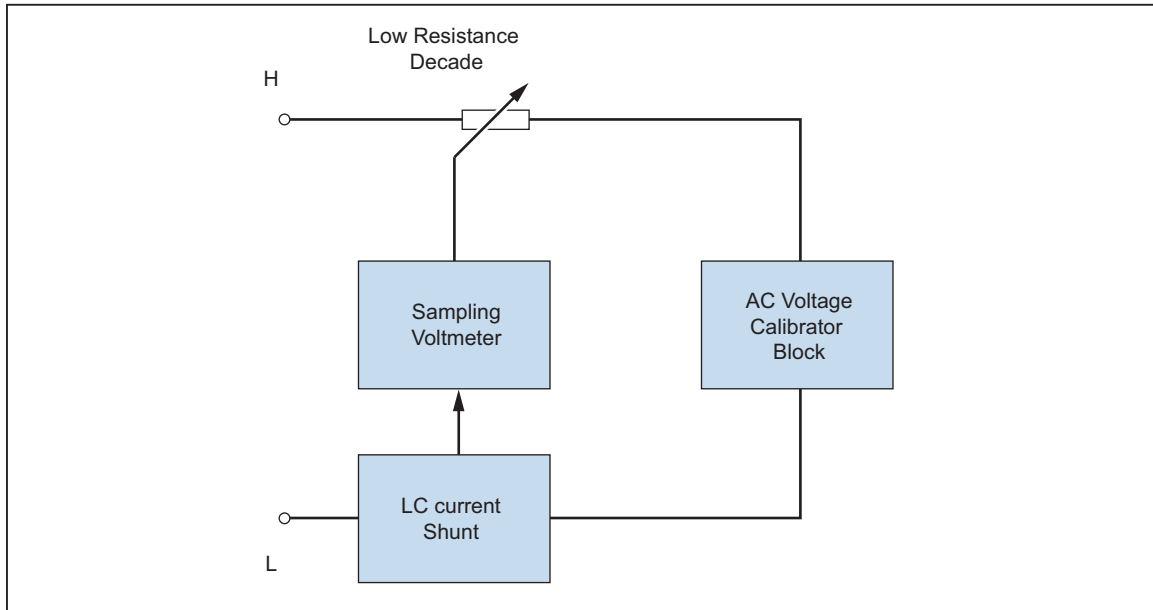 Low Resistance
Decade
H
Sampling
Voltmeter
AC Voltage
Calibrator
Block
LC current
Shunt
L